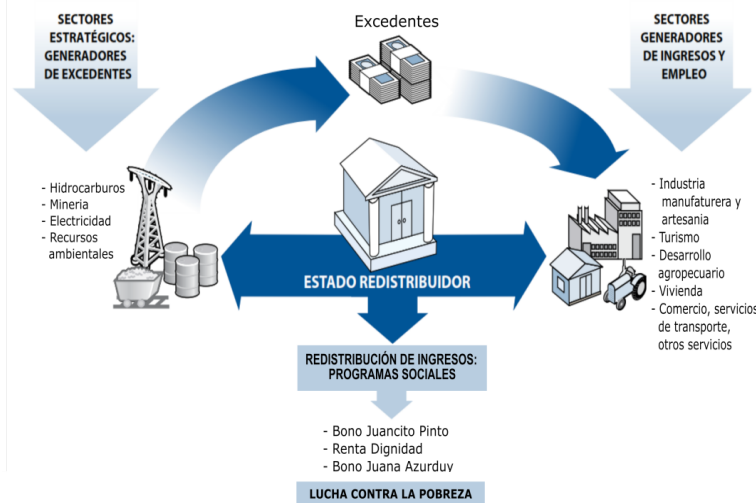 SECTORES
ESTRATÉGICOS:
GENERADORES
DE EXCEDENTES
Excedentes
SECTORES
GENERADORES
DE INGRESOS Y
EMPLEO
- Hidrocarburos
- Mineria
- Electricidad
- Recursos
ambientales
- Industria
manufaturera y
artesania
- Turismo
- Desarrollo
agropecuario
- Vivienda
- Comercio, servicios
de transporte,
otros servicios
ESTADO REDISTRIBUIDOR
REDISTRIBUCIÓN DE INGRESOS:
PROGRAMAS SOCIALES
- Bono Juancito Pinto
- Renta Dignidad
- Bono Juana Azurduy
LUCHA CONTRA LA POBREZA